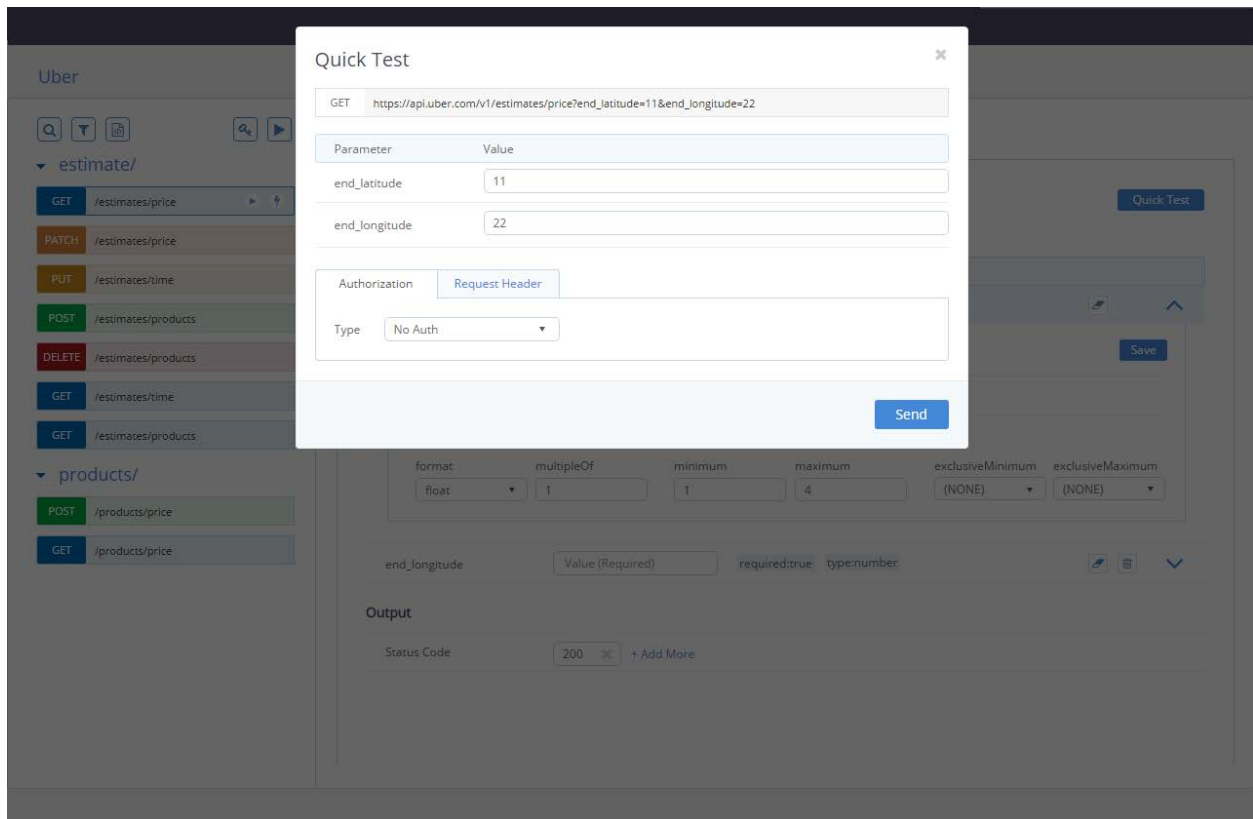 Quick Test
GET https://api.uber.com/v1/estimates/price?end_latitude=11&end_longitude=22
Parameter Value
end_latitude 11
end_longitude 22
Authorization Request Header
Type No Auth
Send
Uber
estimate/
GET /estimates/price
PATCH /estimates/price
PUT /estimates/time
POST /estimates/products
DELETE /estimates/products
GET /estimates/time
GET /estimates/products
products/
POST /products/price
GET /products/price
Quick Test
Save
format multipleOf minimum maximum exclusiveMinimum exclusiveMaximum
float 1 1 4 (NONE) (NONE)
end_longitude Value (Required) required:true type:number
Output
Status Code 200 + Add More